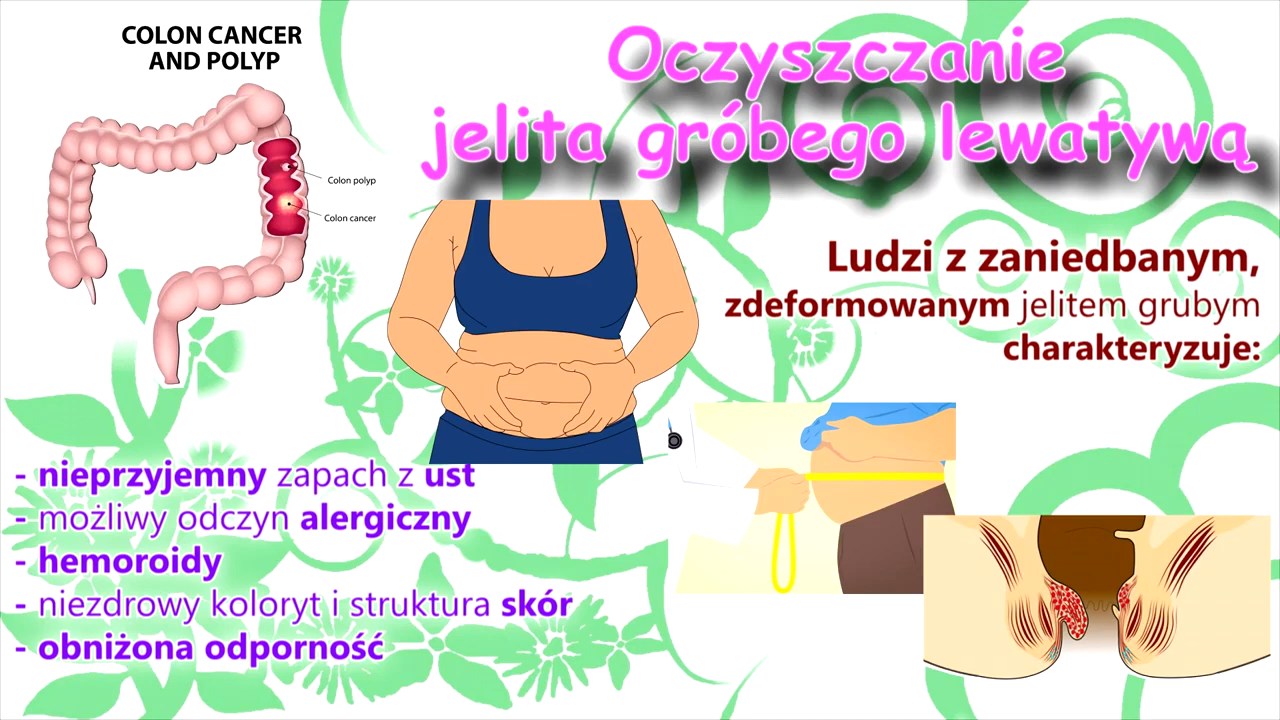 COLON CANCER
AND POLYP
Colon polyp
Colon cancer
Oczyszczanie
jelita gróbego lewatywą
Ludzi z zaniedbanym,
zdeformowanym jelitem grubym
charakteryzuje:
- nieprzyjemny zapach z ust
- możliwy odczyn alergiczny
- hemoroidy
- niezdrowy koloryt i struktura skór
- obniżona odporność